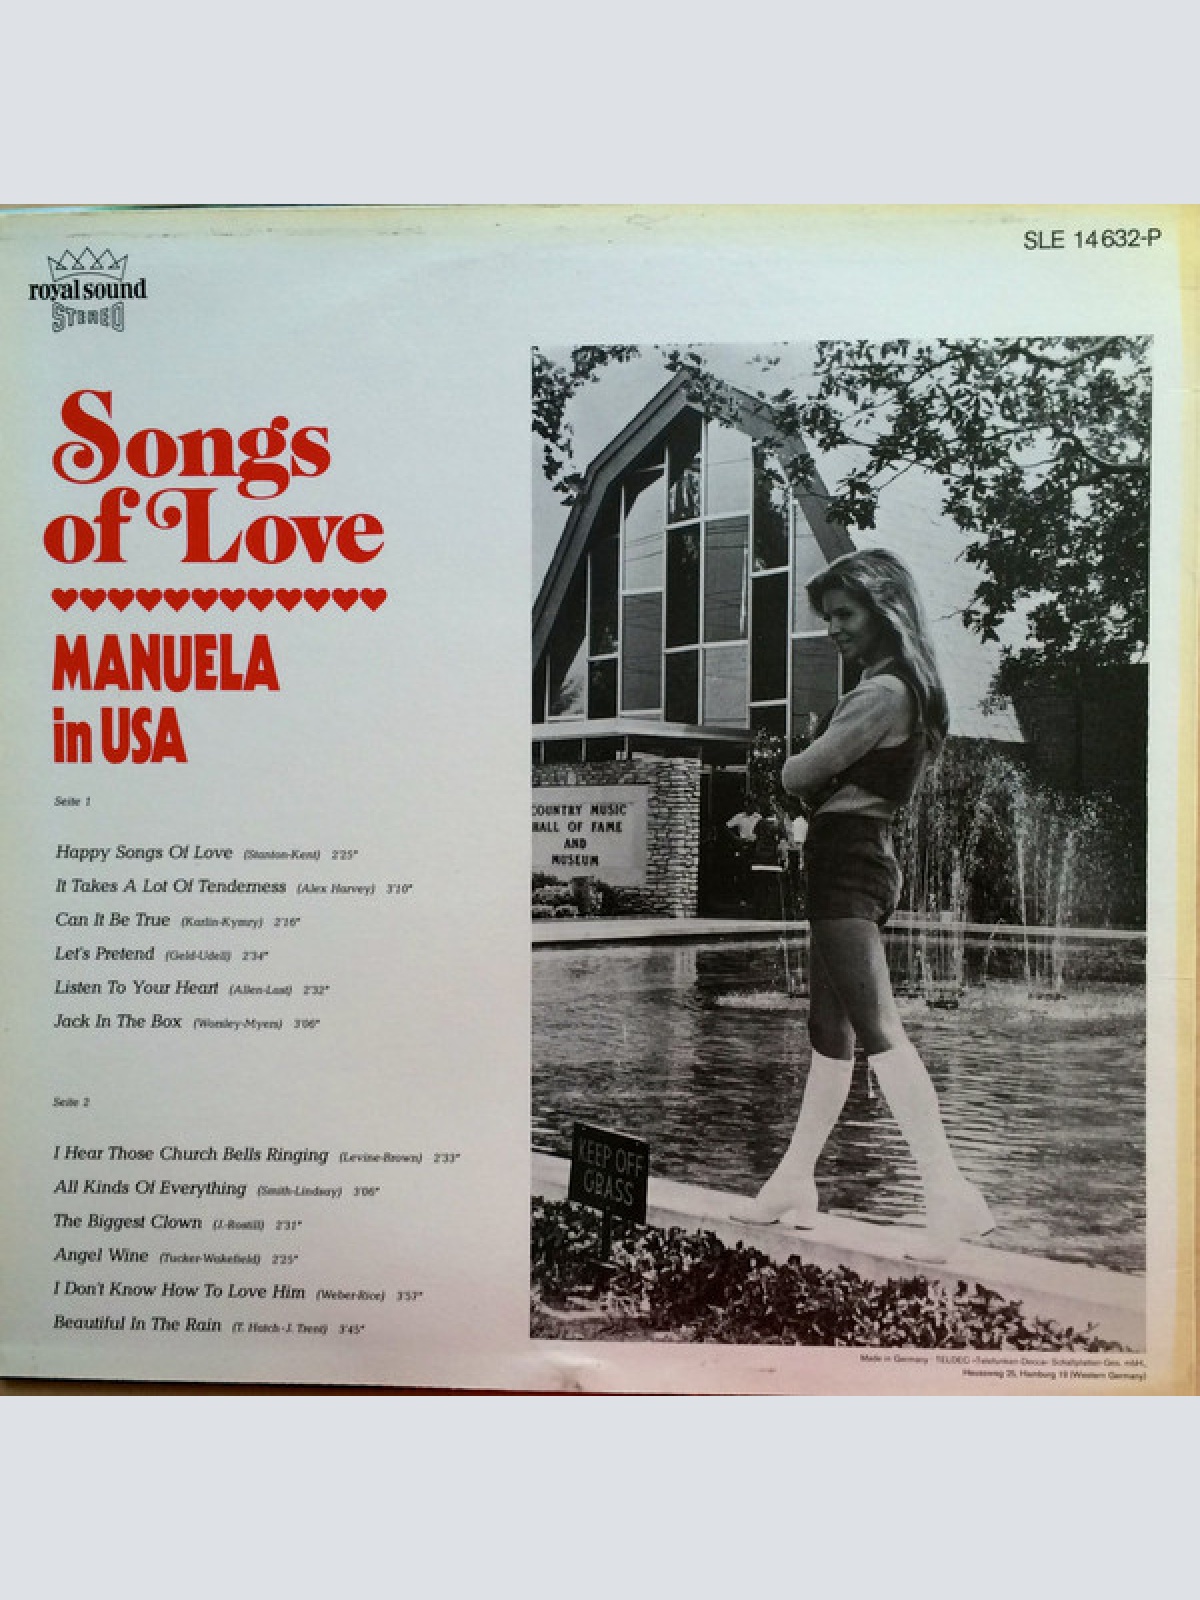 SLE 14632-P
royal sound
STEREO
Songs
of Love
MANUELA
in USA
Seite 1
Happy Songs Of Love (Stanton-Kent) 2'25"
It Takes A Lot Of Tenderness (Alex Harvey) 3'10"
Can It Be True (Karlin-Kymry) 2'16"
Let's Pretend (Geld-Udell) 2'34"
Listen To Your Heart (Allen-Last) 2'32"
Jack In The Box (Worsley-Myers) 3'06"
Seite 2
I Hear Those Church Bells Ringing (Levine-Brown) 2'33"
All Kinds Of Everything (Smith-Lindsay) 3'06"
The Biggest Clown (J.-Rostill) 2'31"
Angel Wine (Tucker-Wakefield) 2'25"
I Don't Know How To Love Him (Weber-Rice) 3'57"
Beautiful In The Rain (T. Hatch - J. Trent) 3'45"
COUNTRY MUSIC
HALL OF FAME
AND
MUSEUM
KEEP OFF
GRASS
Made in Germany · TELDEC »Telefunken-Decca« Schallplatten-Ges. mbH,
Heussweg 25, Hamburg 19 (Western Germany)